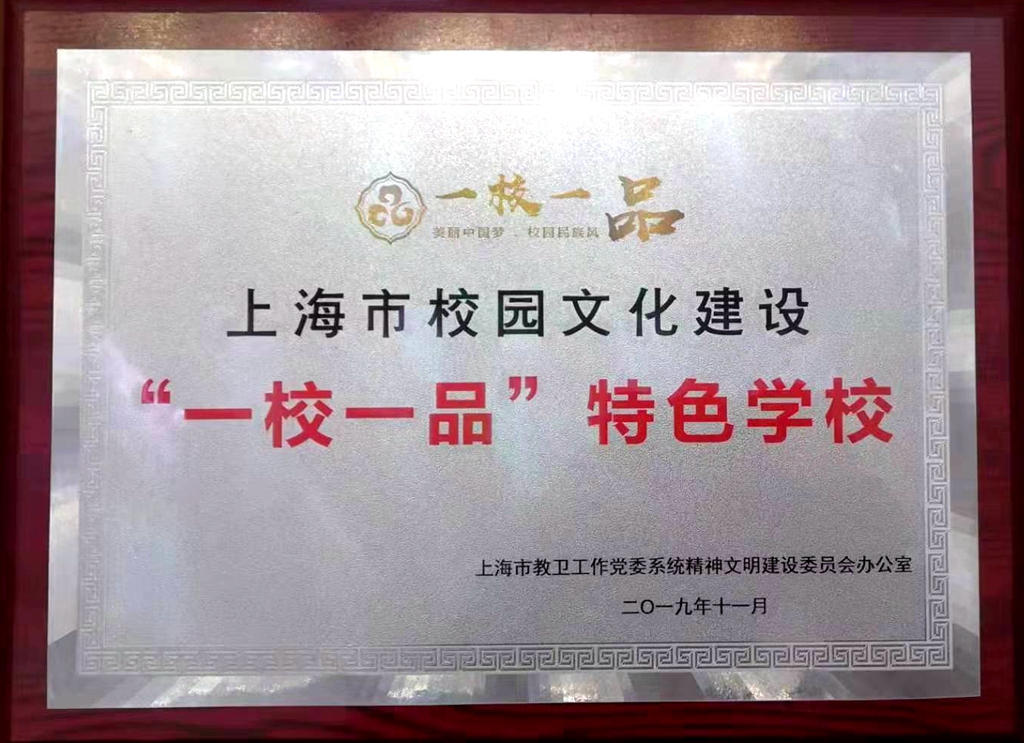 一校一品
美丽中国�y . 校园民族风
上海市校园文化建设
“一校一品”特色学校
上海市教卫工作党委系统精神文明建设委员会办公室
二〇一九年十一月